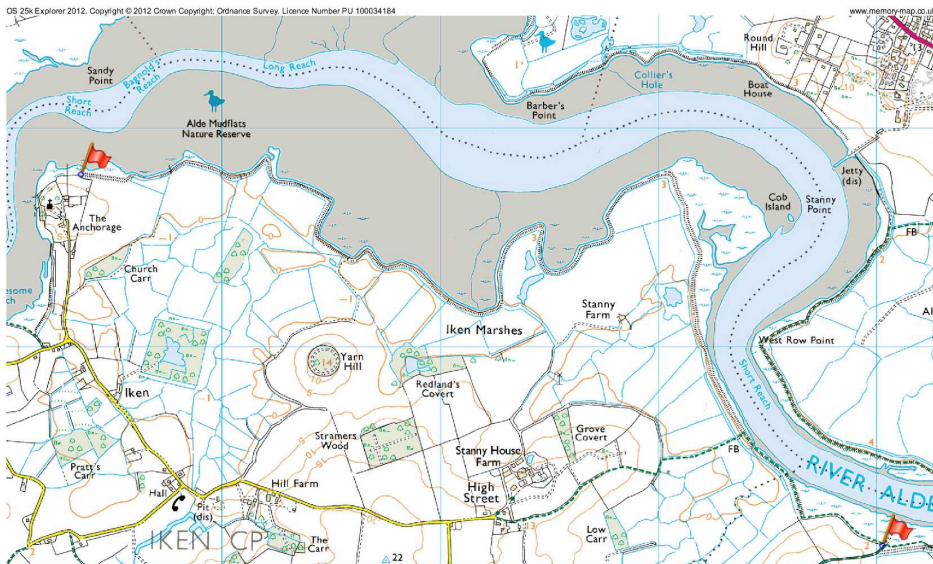 OS 25k Explorer 2012. Copyright © 2012 Crown Copyright; Ordnance Survey, Licence Number PU 100034184
www.memory-map.co.uk
Round
Hill
Sandy
Point
Bagnold's
Reach
Long Reach
Short
Reach
Collier's
Hole
Boat
House
Barber's
Point
Alde Mudflats
Nature Reserve
Jetty
(dis)
Cob
Island
Stanny
Point
The
Anchorage
FB
Church
Carr
Stanny
Farm
Iken Marshes
West Row Point
Yarn
Hill
14
Redland's
Covert
Short Reach
Iken
Stramers
Wood
Grove
Covert
Stanny House
Farm
FB
Pratt's
Carr
Hall
Hill Farm
High
Street
RIVER ALDE
Pit
(dis)
IKEN CP
The
Carr
Low
Carr
13
22